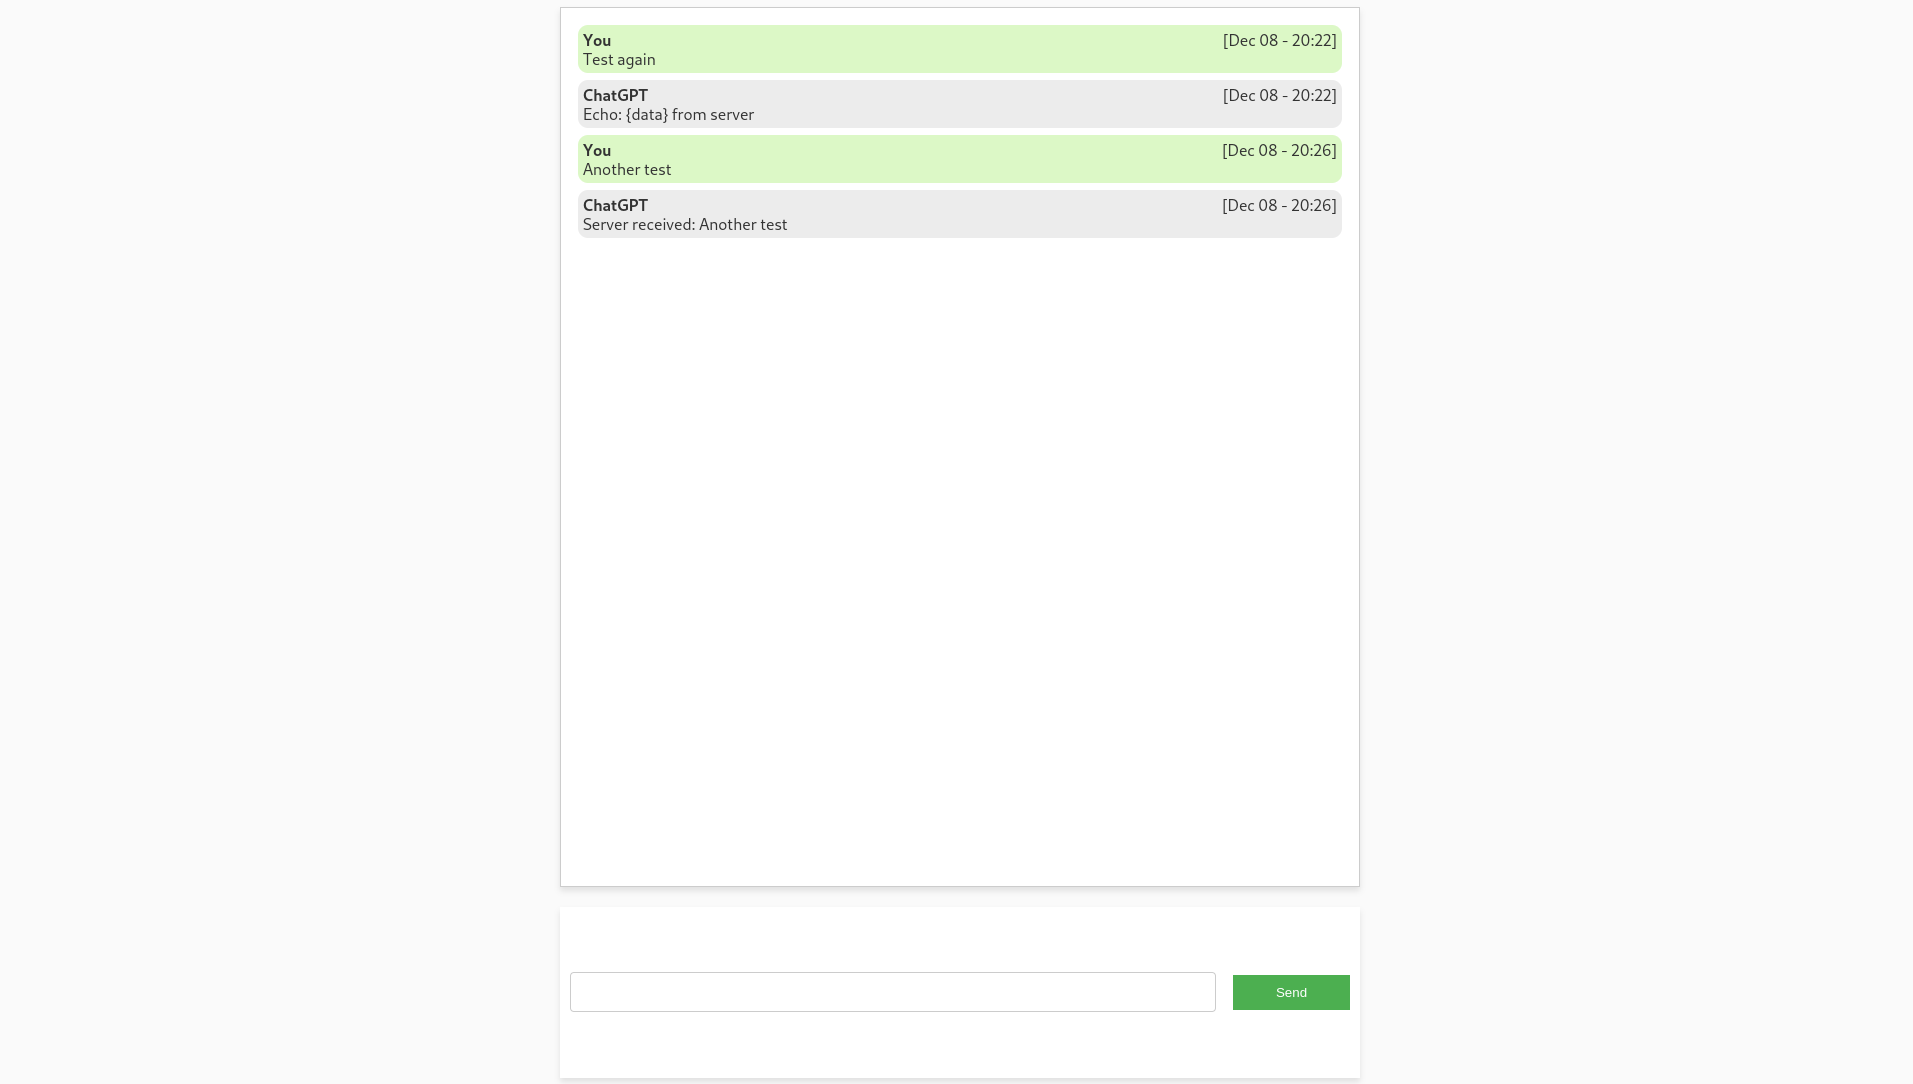 You [Dec 08 - 20:22]
Test again
ChatGPT [Dec 08 - 20:22]
Echo: {data} from server
You [Dec 08 - 20:26]
Another test
ChatGPT [Dec 08 - 20:26]
Server received: Another test
Send